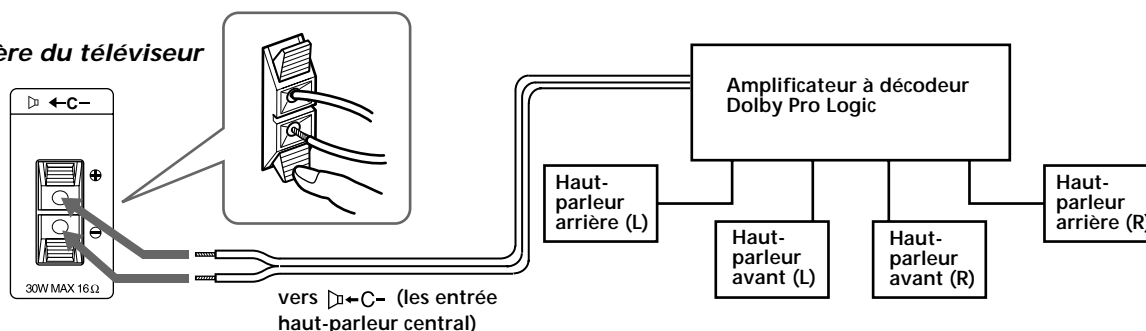 ère du téléviseur
C
+
−
30W MAX 16Ω
vers C (les entrée
haut-parleur central)
Amplificateur à décodeur
Dolby Pro Logic
Haut-
parleur
arrière (L)
Haut-
parleur
avant (L)
Haut-
parleur
avant (R)
Haut-
parleur
arrière (R)